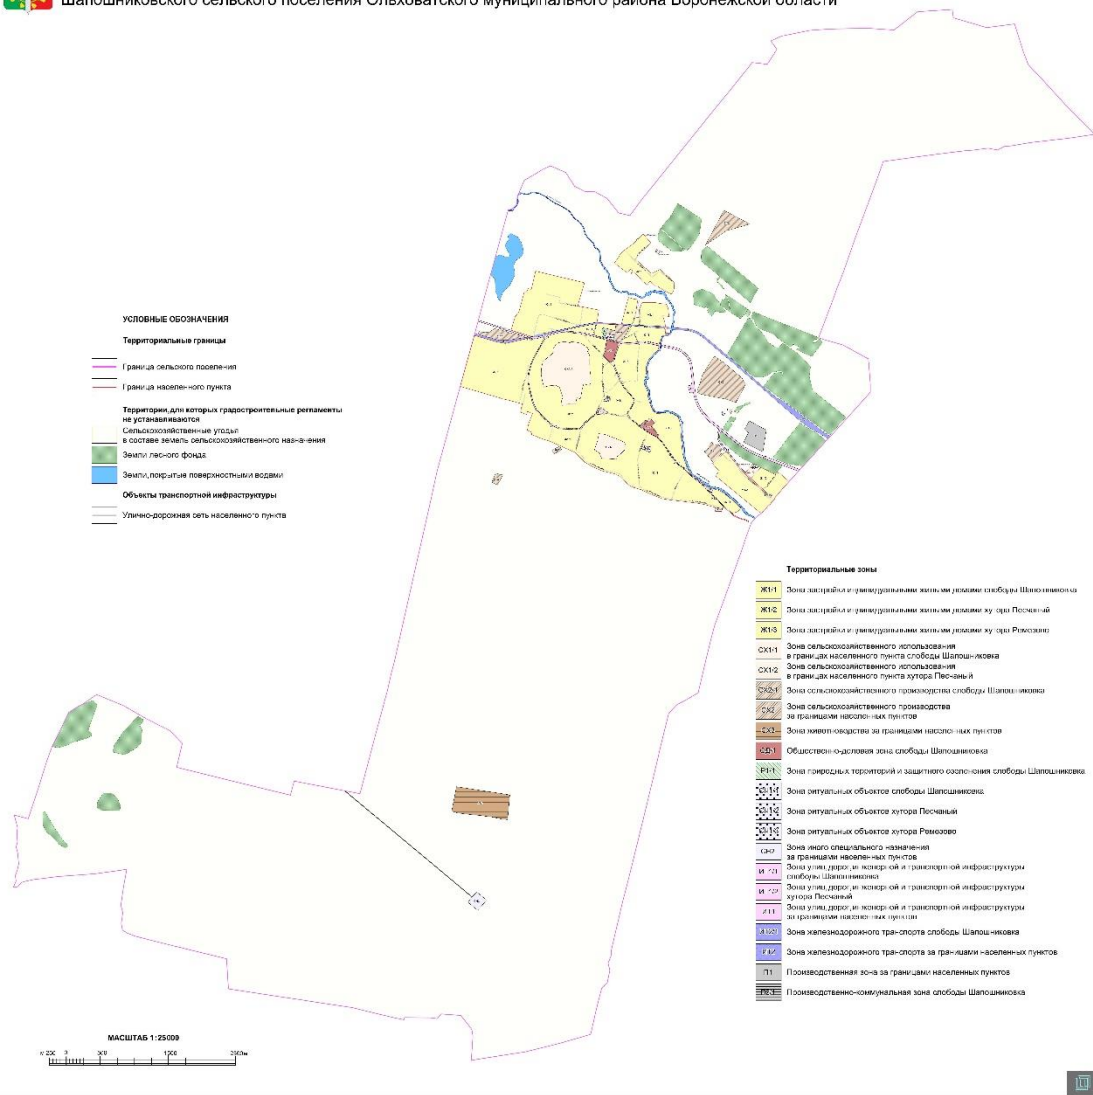 Шапошниковского сельского поселения Ольховатского муниципального района Воронежской области
УСЛОВНЫЕ ОБОЗНАЧЕНИЯ
Территориальные границы
Граница сельского поселения
Граница населенного пункта
Территории, для которых градостроительные регламенты
не устанавливаются
Сельскохозяйственные угодья
в составе земель сельскохозяйственного назначения
Земли лесного фонда
Земли, покрытые поверхностными водами
Объекты транспортной инфраструктуры
Улично-дорожная сеть населенного пункта
МАСШТАБ 1:25000
Территориальные зоны
Ж1/1 Зона застройки индивидуальными жилыми домами слободы Шапошниковка
Ж1/2 Зона застройки индивидуальными жилыми домами хутора Песчаный
Ж1/3 Зона застройки индивидуальными жилыми домами хутора Ремезово
СХ1/1 Зона сельскохозяйственного использования
в границах населенного пункта слободы Шапошниковка
СХ1/2 Зона сельскохозяйственного использования
в границах населенного пункта хутора Песчаный
Зона сельскохозяйственного производства слободы Шапошниковка
СХ2 Зона сельскохозяйственного производства
за границами населенных пунктов
Зона животноводства за границами населенных пунктов
Общественно-деловая зона слободы Шапошниковка
Зона природных территорий и защитного озеленения слободы Шапошниковка
Зона ритуальных объектов слободы Шапошниковка
Зона ритуальных объектов хутора Песчаный
Зона ритуальных объектов хутора Ремезово
Зона иного специального назначения
за границами населенных пунктов
Зона улиц, дорог, инженерной и транспортной инфраструктуры
слободы Шапошниковка
Зона улиц, дорог, инженерной и транспортной инфраструктуры
хутора Песчаный
Зона улиц, дорог, инженерной и транспортной инфраструктуры
за границами населенных пунктов
Зона железнодорожного транспорта слободы Шапошниковка
Зона железнодорожного транспорта за границами населенных пунктов
П1 Производственная зона за границами населенных пунктов
Производственно-коммунальная зона слободы Шапошниковка